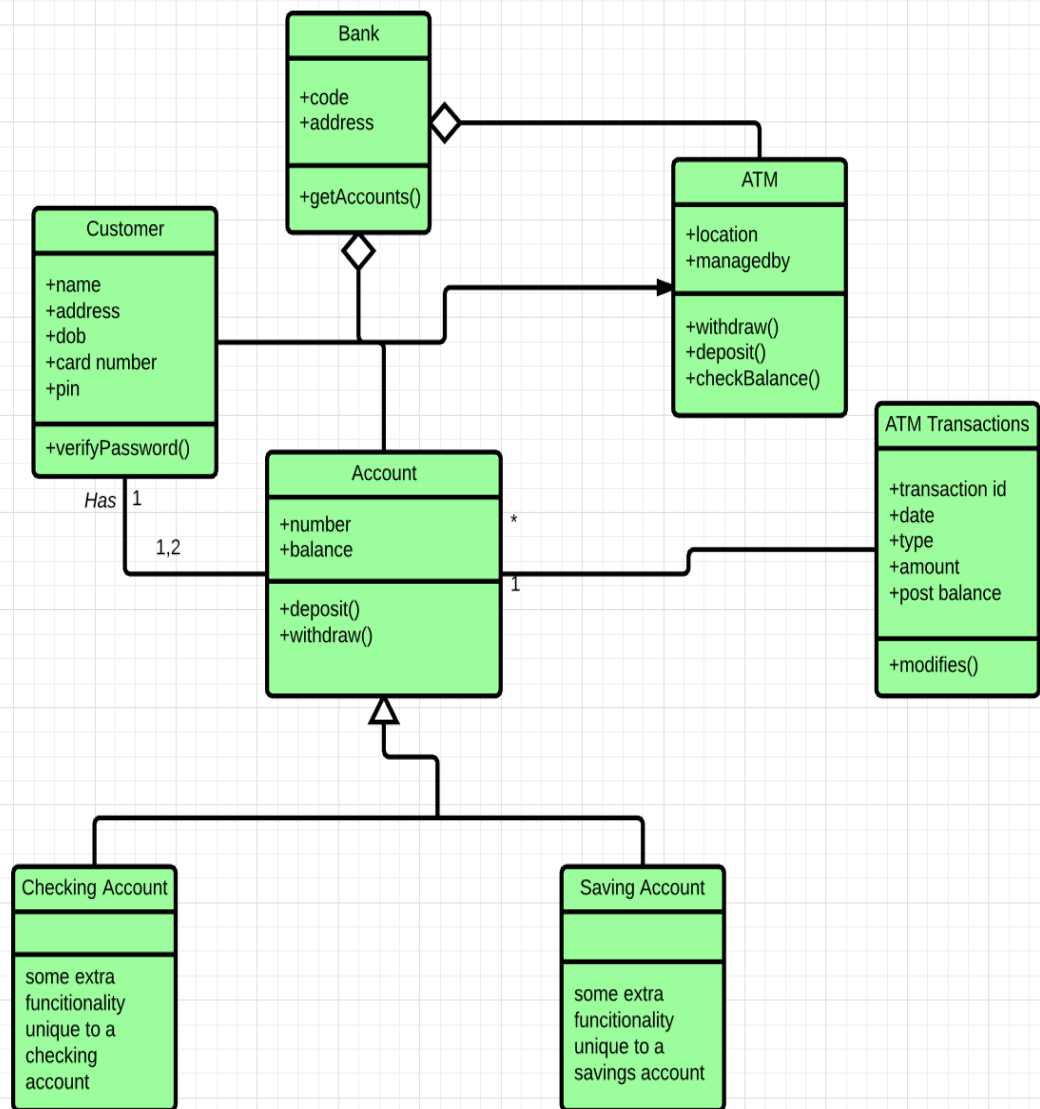 Bank
+code
+address
+getAccounts()
ATM
+location
+managedby
+withdraw()
+deposit()
+checkBalance()
Customer
+name
+address
+dob
+card number
+pin
+verifyPassword()
Has
1
1,2
Account
+number
+balance
+deposit()
+withdraw()
*
1
ATM Transactions
+transaction id
+date
+type
+amount
+post balance
+modifies()
Checking Account
some extra
funcitionality
unique to a
checking
account
Saving Account
some extra
funcitionality
unique to a
savings account